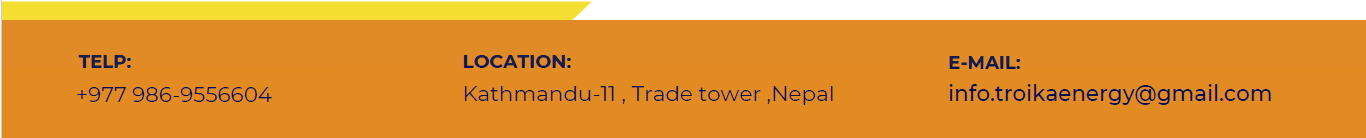 TELP:
+977 986-9556604
LOCATION:
Kathmandu-11 , Trade tower ,Nepal
E-MAIL:
info.troikaenergy@gmail.com